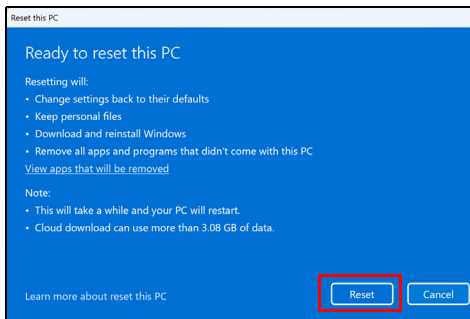 Reset this PC
Ready to reset this PC
Resetting will:
• Change settings back to their defaults
• Keep personal files
• Download and reinstall Windows
• Remove all apps and programs that didn't come with this PC
View apps that will be removed
Note:
• This will take a while and your PC will restart.
• Cloud download can use more than 3.08 GB of data.
Learn more about reset this PC
Reset
Cancel